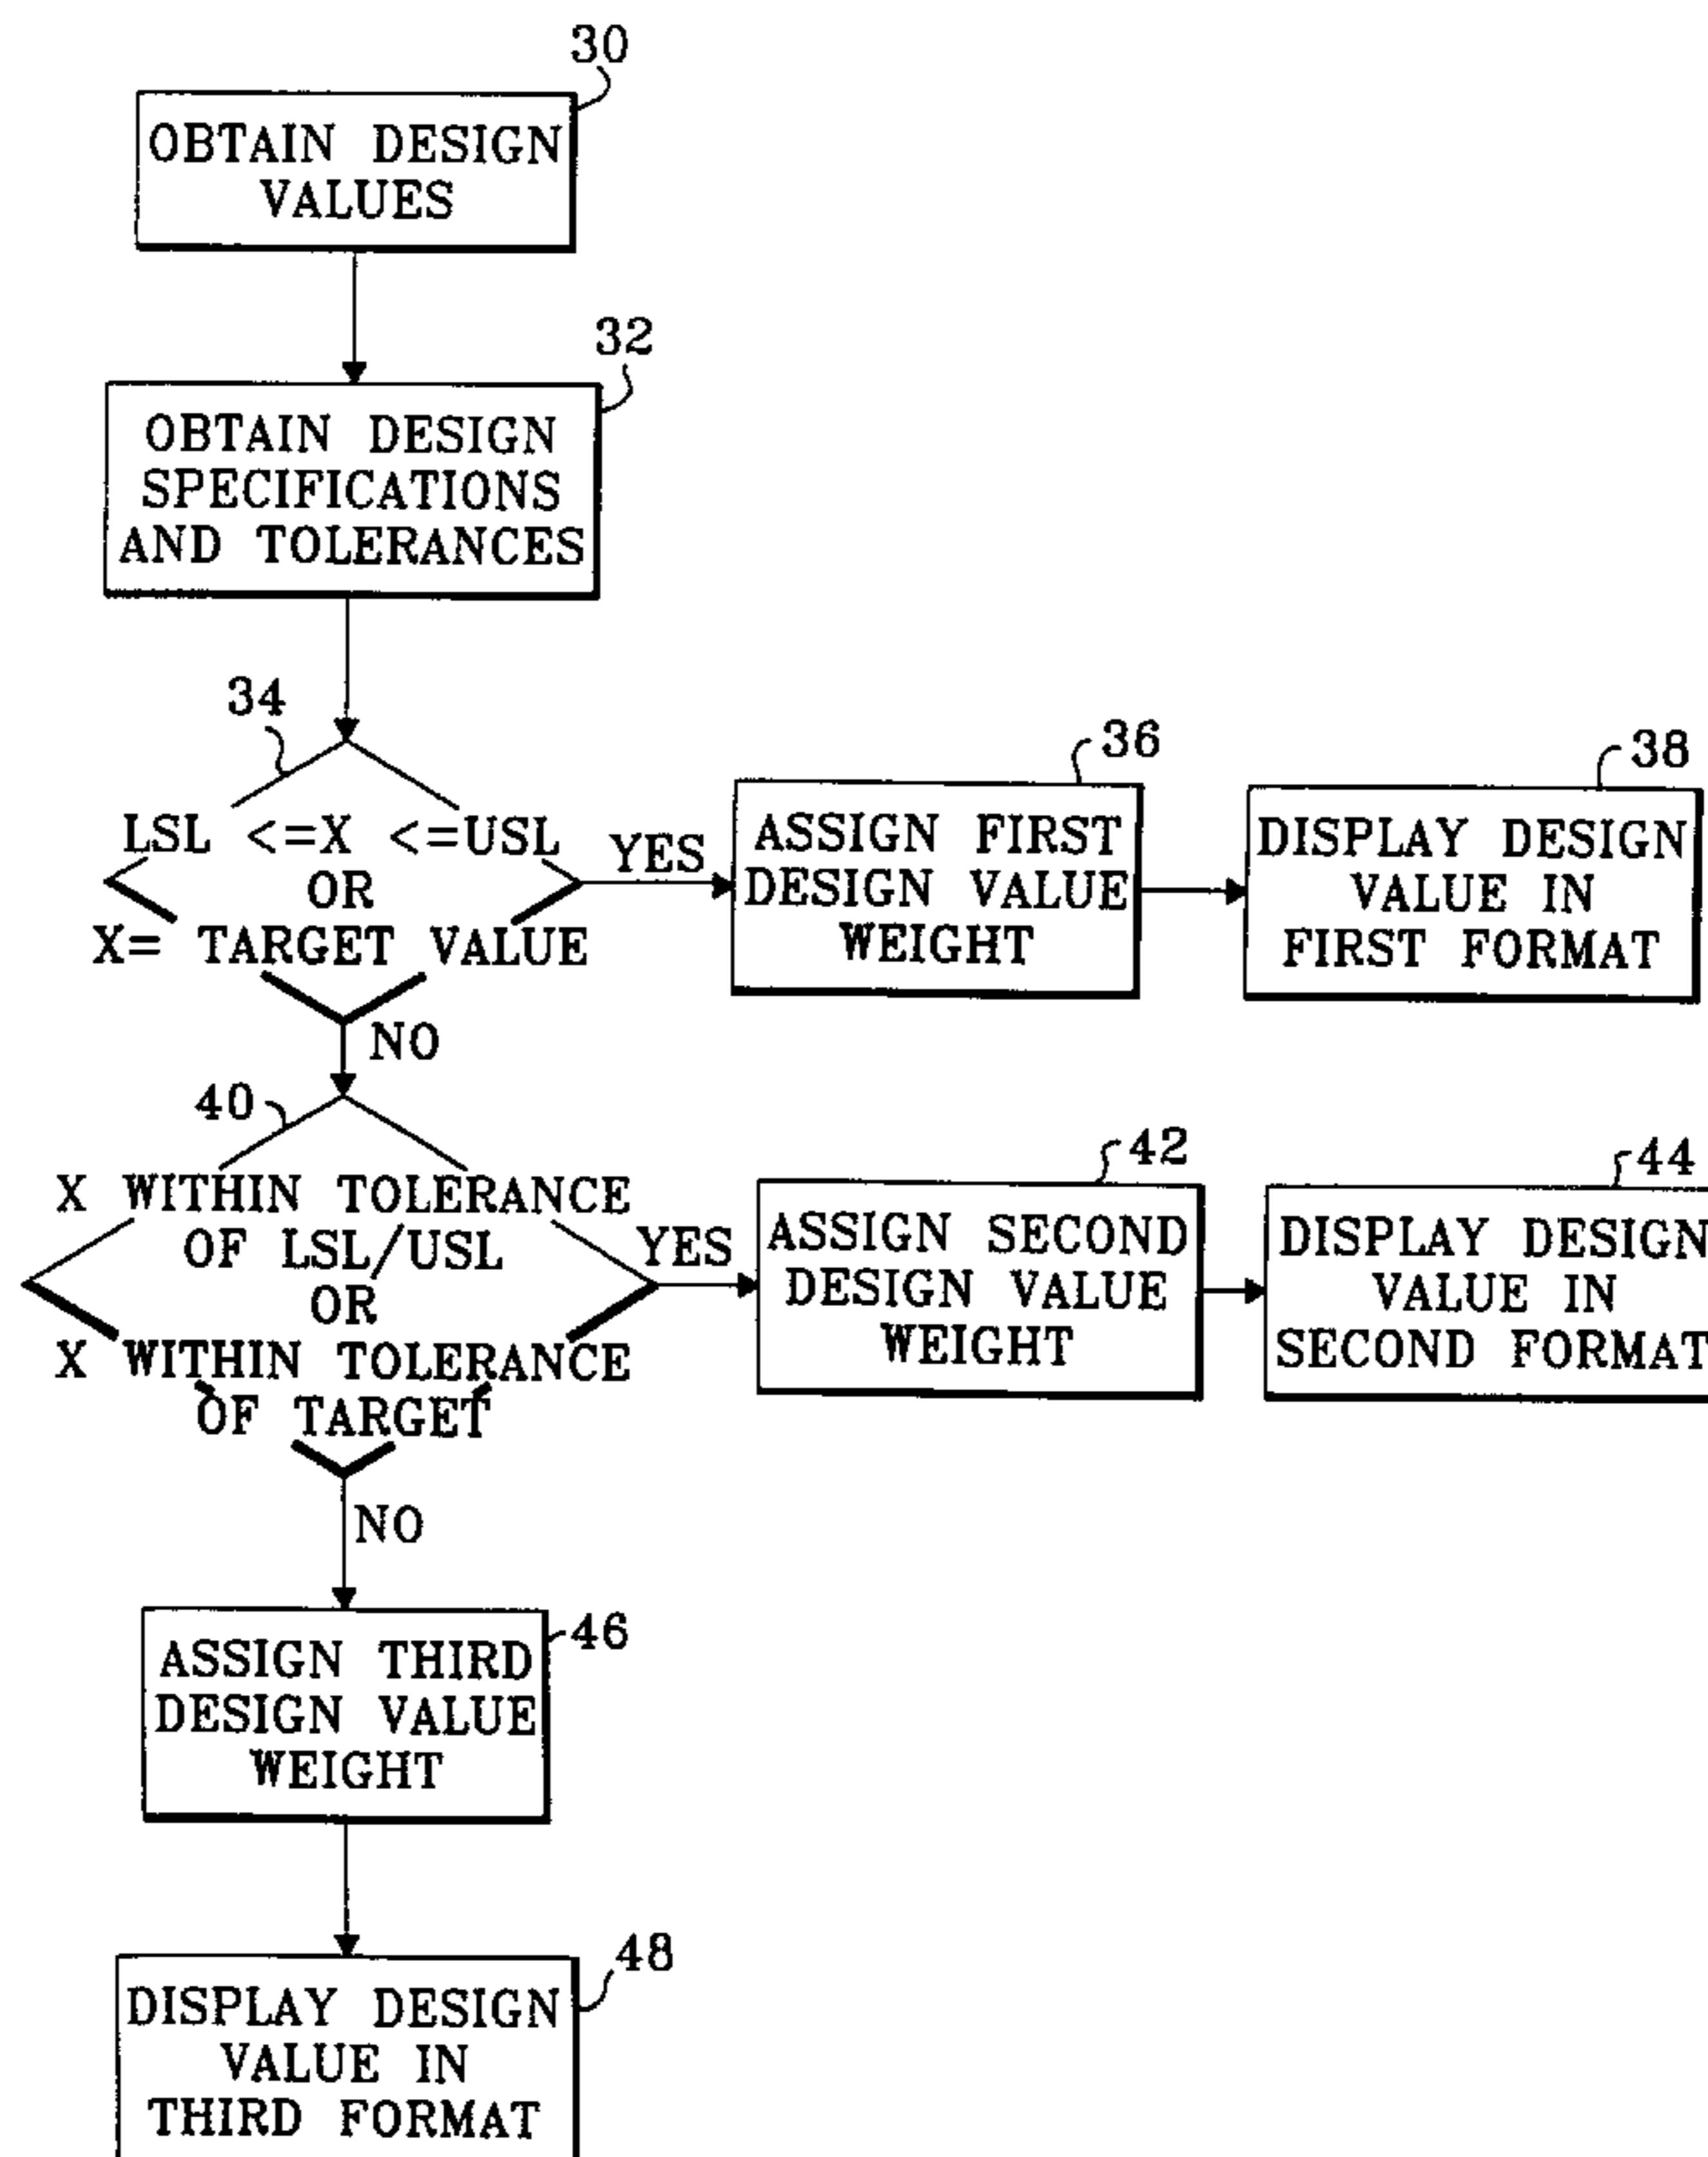 30
OBTAIN DESIGN
VALUES
32
OBTAIN DESIGN
SPECIFICATIONS
AND TOLERANCES
34
LSL <=X <=USL
OR
X= TARGET VALUE
YES
36
ASSIGN FIRST
DESIGN VALUE
WEIGHT
38
DISPLAY DESIGN
VALUE IN
FIRST FORMAT
NO
40
X WITHIN TOLERANCE
OF LSL/USL
OR
X WITHIN TOLERANCE
OF TARGET
YES
42
ASSIGN SECOND
DESIGN VALUE
WEIGHT
44
DISPLAY DESIGN
VALUE IN
SECOND FORMAT
NO
46
ASSIGN THIRD
DESIGN VALUE
WEIGHT
48
DISPLAY DESIGN
VALUE IN
THIRD FORMAT